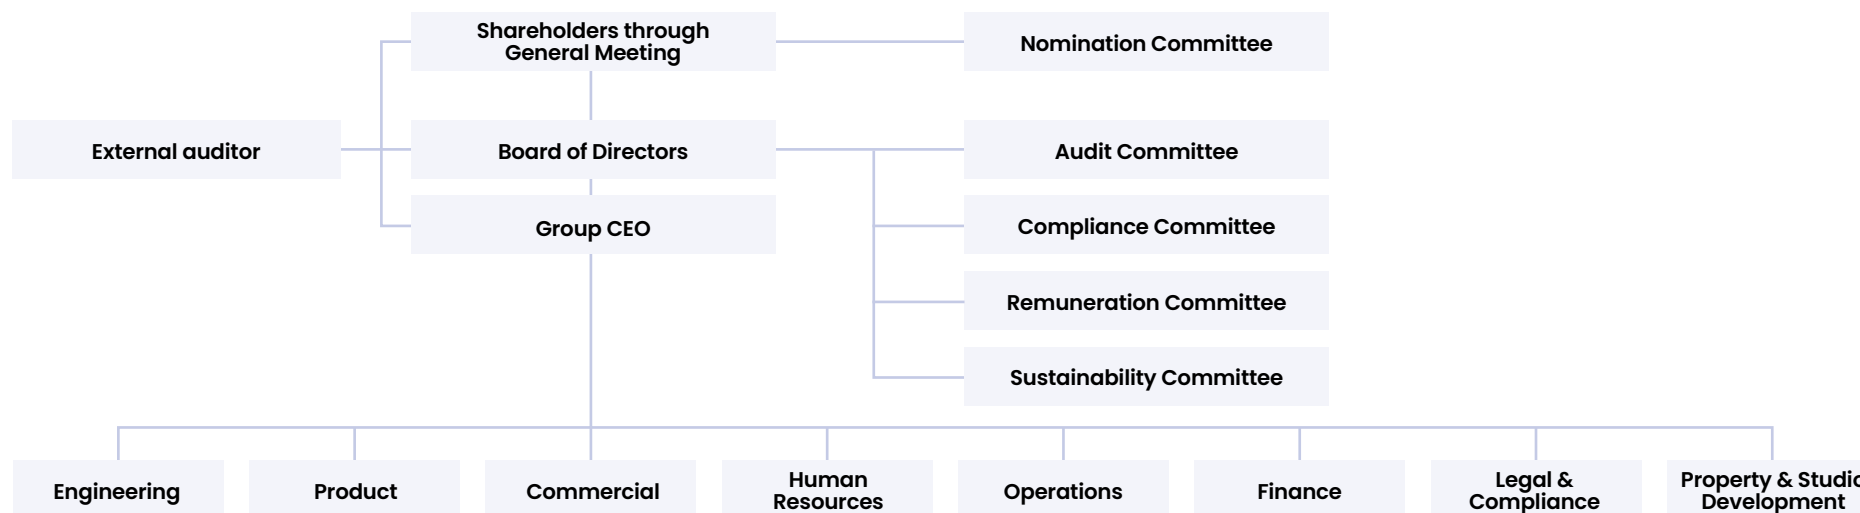 Shareholders through
General Meeting
Nomination Committee
External auditor
Board of Directors
Audit Committee
Group CEO
Compliance Committee
Remuneration Committee
Sustainability Committee
Engineering
Product
Commercial
Human
Resources
Operations
Finance
Legal &
Compliance
Property & Studio
Development